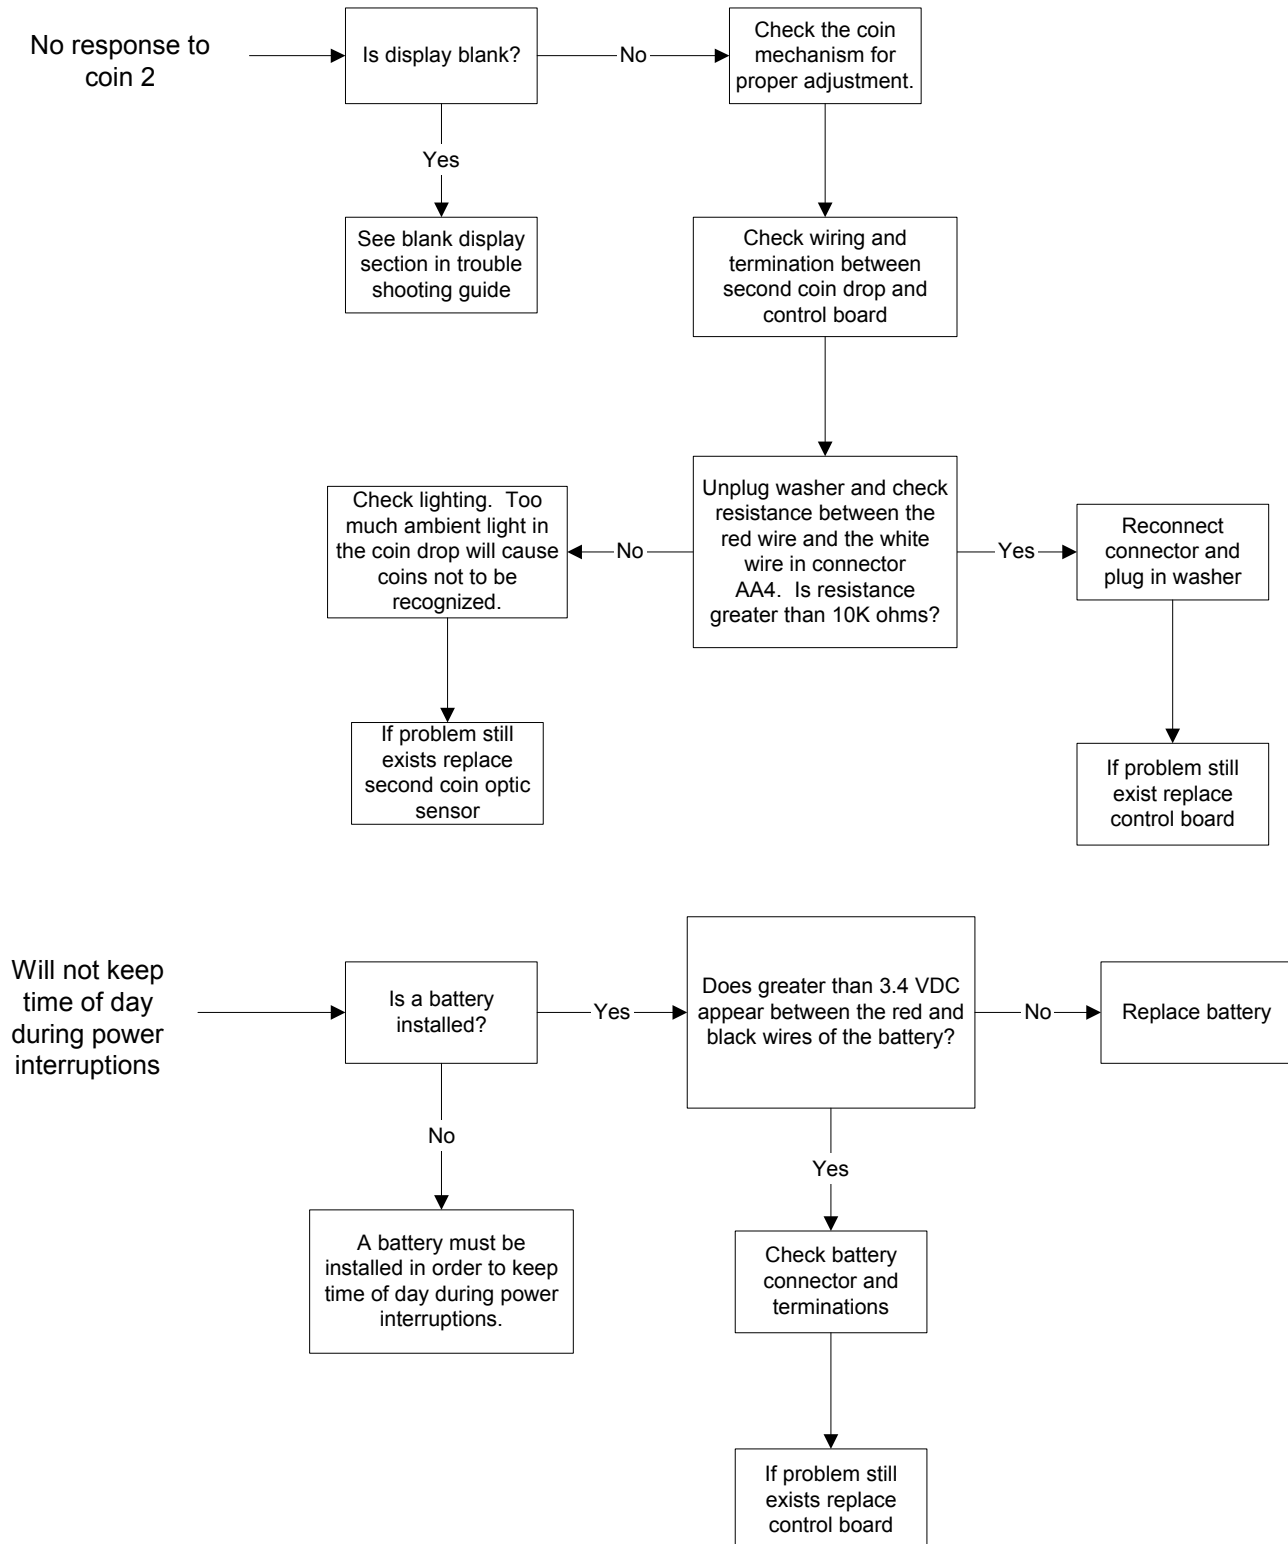 No response to
coin 2
Is display blank?
No
Check the coin
mechanism for
proper adjustment.
Yes
See blank display
section in trouble
shooting guide
Check wiring and
termination between
second coin drop and
control board
Unplug washer and check
resistance between the
red wire and the white
wire in connector
AA4.  Is resistance
greater than 10K ohms?
No
Check lighting.  Too
much ambient light in
the coin drop will cause
coins not to be
recognized.
Yes
Reconnect
connector and
plug in washer
If problem still
exists replace
second coin optic
sensor
If problem still
exist replace
control board
Will not keep
time of day
during power
interruptions
Is a battery
installed?
Yes
Does greater than 3.4 VDC
appear between the red and
black wires of the battery?
No
Replace battery
No
A battery must be
installed in order to keep
time of day during power
interruptions.
Yes
Check battery
connector and
terminations
If problem still
exists replace
control board